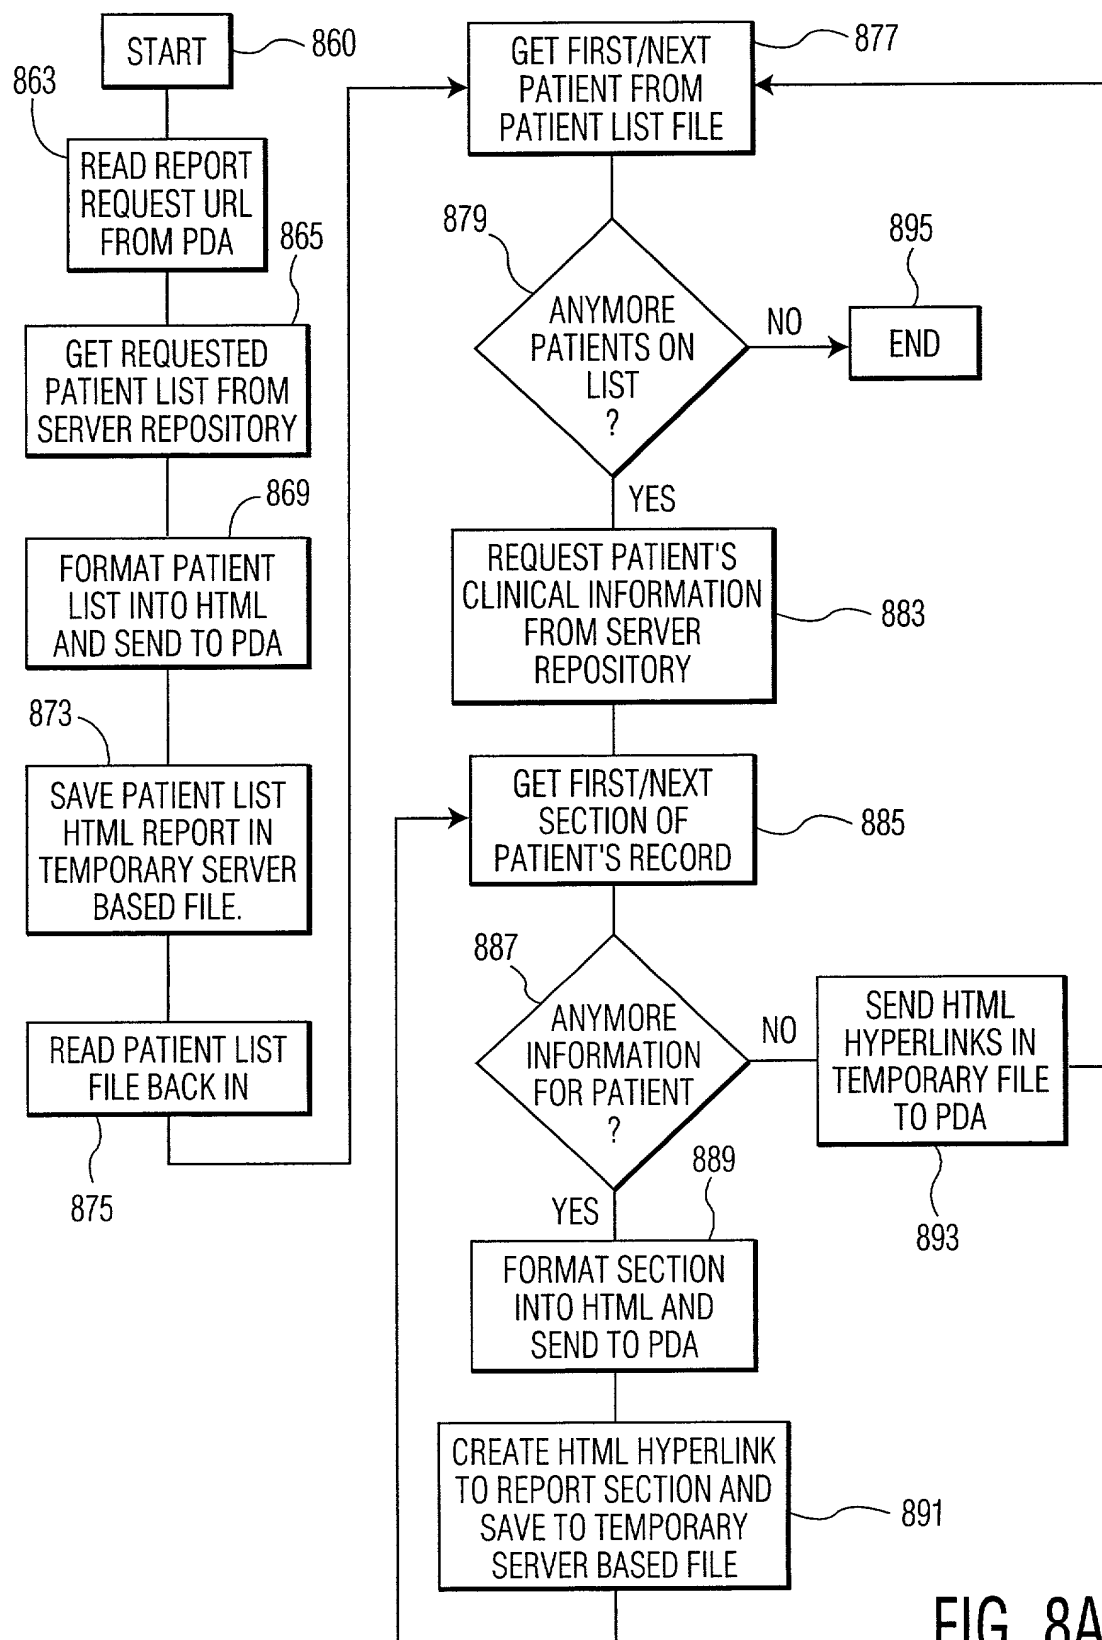 START
860
863
READ REPORT
REQUEST URL
FROM PDA
865
GET REQUESTED
PATIENT LIST FROM
SERVER REPOSITORY
869
FORMAT PATIENT
LIST INTO HTML
AND SEND TO PDA
873
SAVE PATIENT LIST
HTML REPORT IN
TEMPORARY SERVER
BASED FILE.
READ PATIENT LIST
FILE BACK IN
875
GET FIRST/NEXT
PATIENT FROM
PATIENT LIST FILE
877
879
ANYMORE
PATIENTS ON
LIST
?
NO
895
END
YES
REQUEST PATIENT'S
CLINICAL INFORMATION
FROM SERVER
REPOSITORY
883
GET FIRST/NEXT
SECTION OF
PATIENT'S RECORD
885
887
ANYMORE
INFORMATION
FOR PATIENT
?
NO
SEND HTML
HYPERLINKS IN
TEMPORARY FILE
TO PDA
893
YES
889
FORMAT SECTION
INTO HTML AND
SEND TO PDA
CREATE HTML HYPERLINK
TO REPORT SECTION AND
SAVE TO TEMPORARY
SERVER BASED FILE
891
FIG. 8A